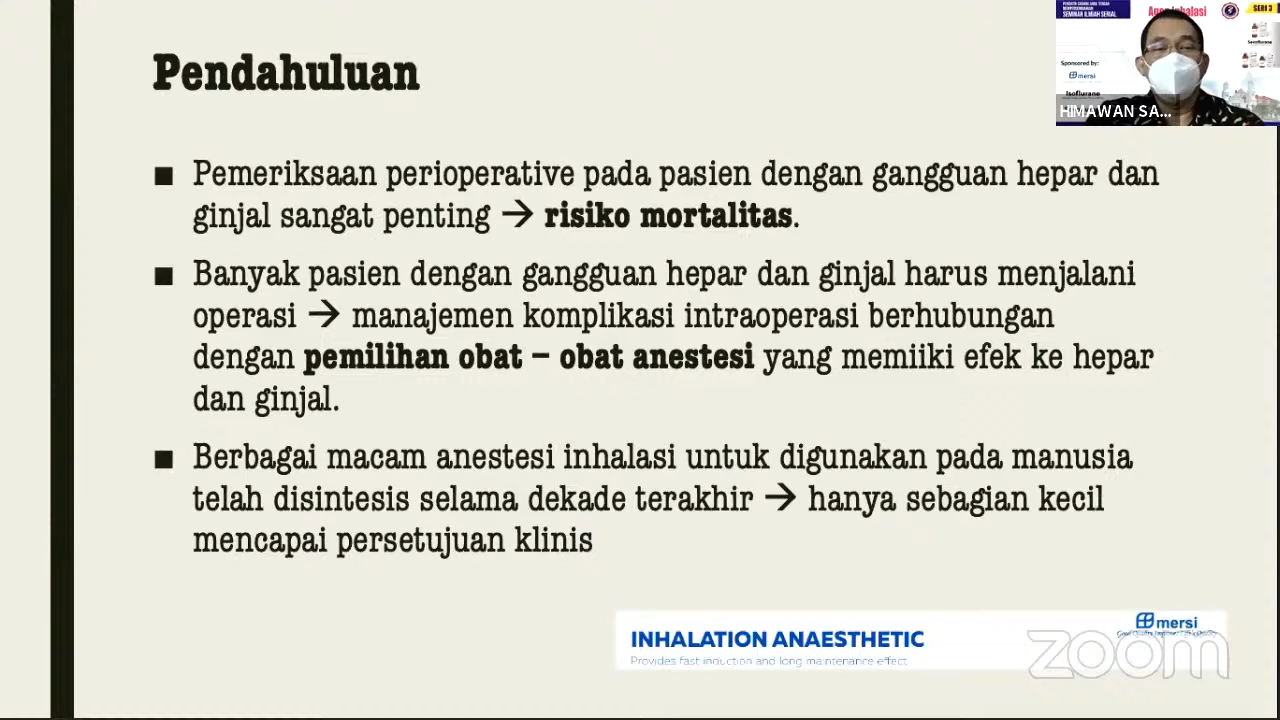 Pendahuluan
■ Pemeriksaan perioperative pada pasien dengan gangguan hepar dan
ginjal sangat penting → risiko mortalitas.
■ Banyak pasien dengan gangguan hepar dan ginjal harus menjalani
operasi → manajemen komplikasi intraoperasi berhubungan
dengan pemilihan obat – obat anestesi yang memiiki efek ke hepar
dan ginjal.
■ Berbagai macam anestesi inhalasi untuk digunakan pada manusia
telah disintesis selama dekade terakhir → hanya sebagian kecil
mencapai persetujuan klinis
SEMINAR ILMIAH SERIAL
inhalasi
SERI 3
Sevoflurane
Sponsored by:
mersi
Isoflurane
HIMAWAN SA...
INHALATION ANAESTHETIC
Provides fast induction and long maintenance effect
mersi
zoom